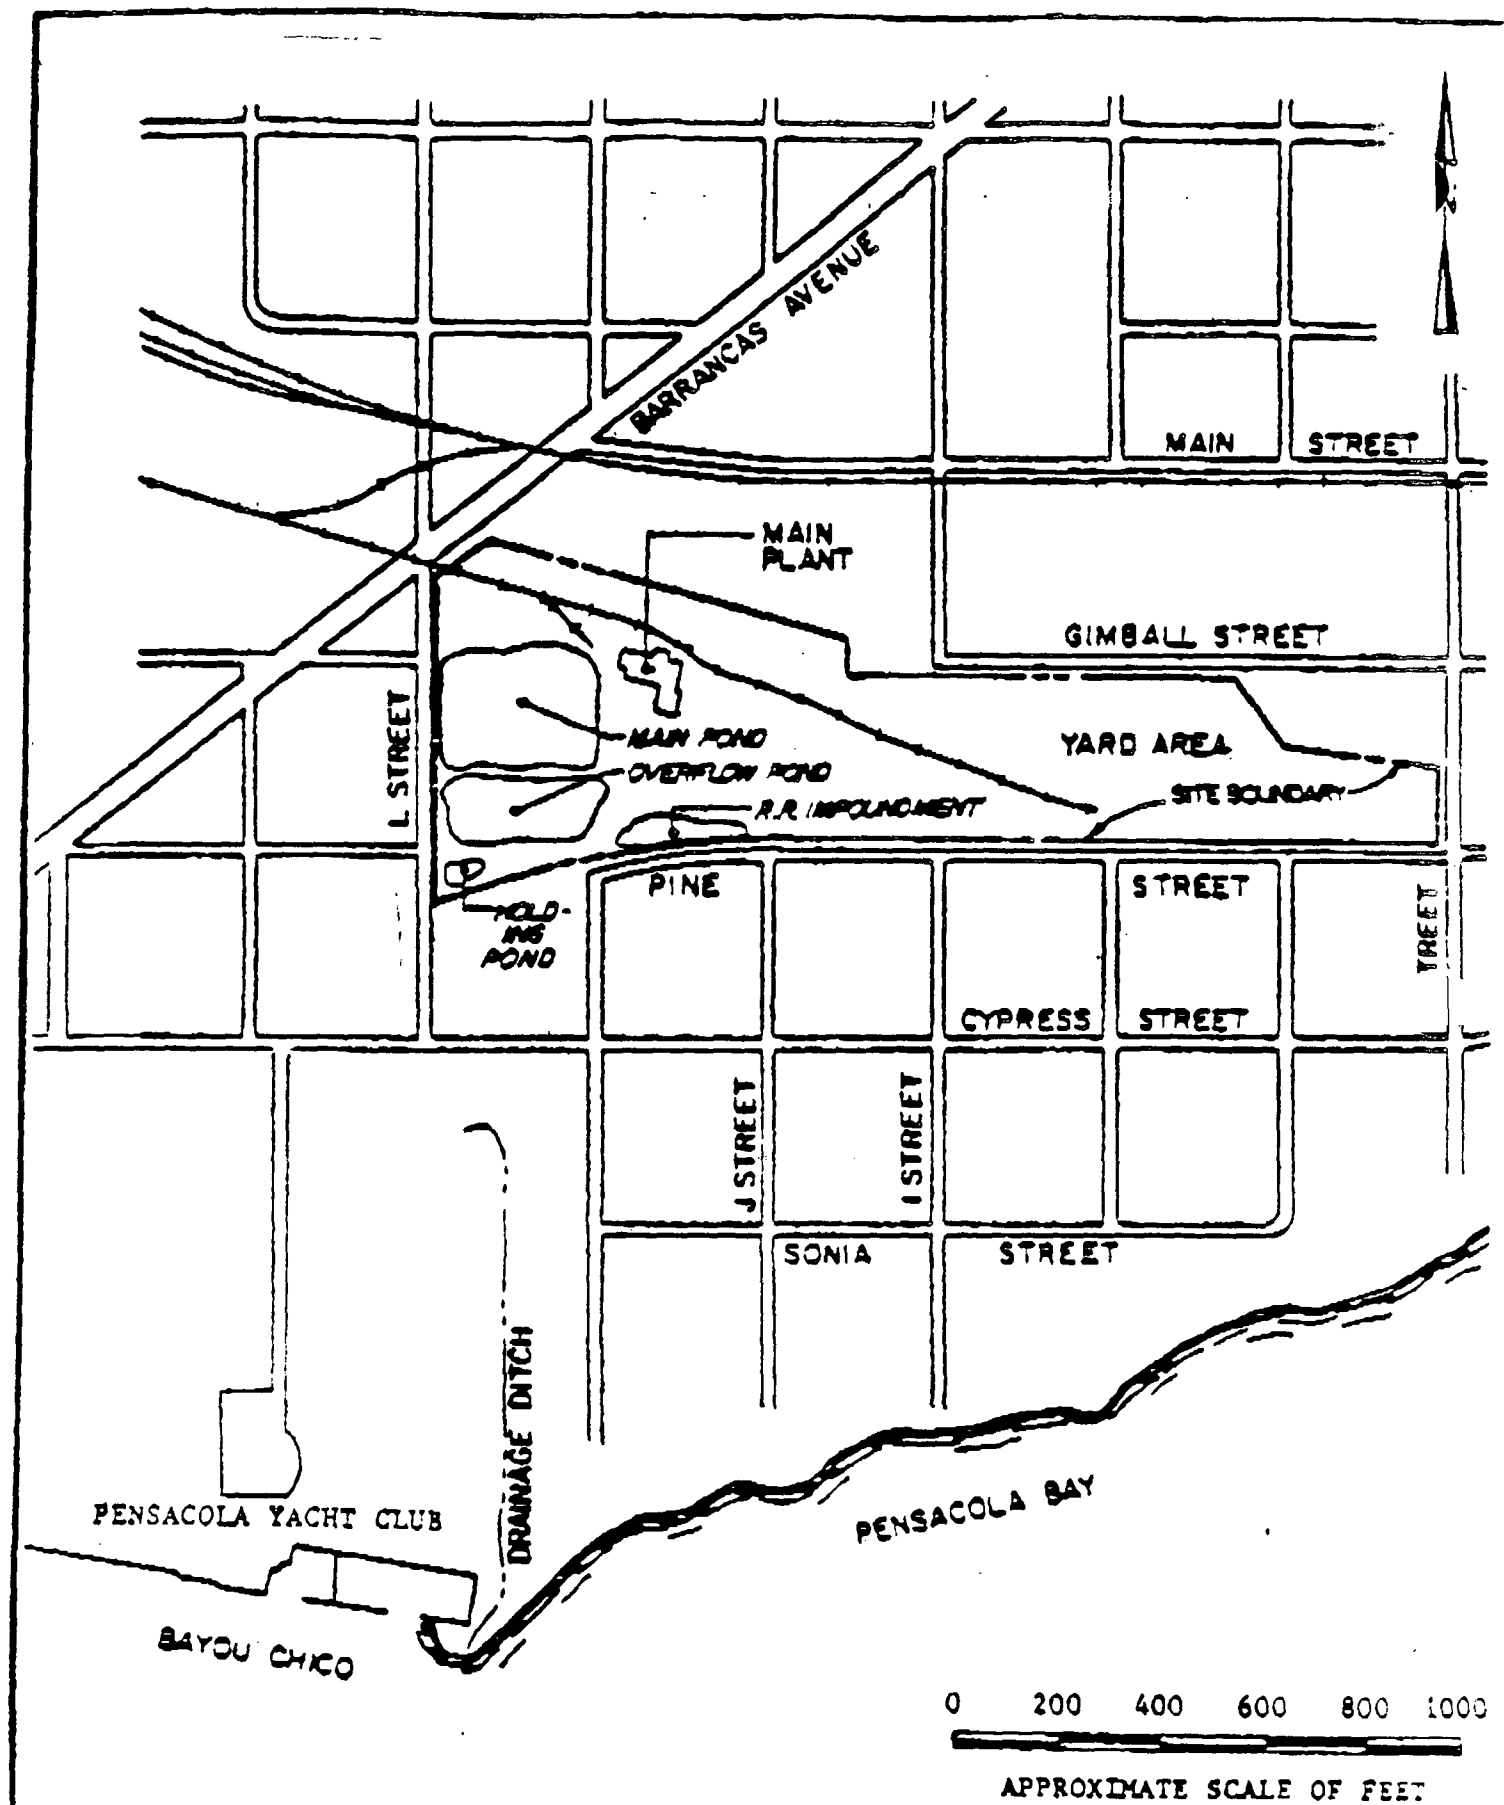 BARRANCAS AVENUE
MAIN STREET
MAIN
PLANT
GIMBALL STREET
L STREET
MAIN POND
YARD AREA
OVERFLOW POND
SITE BOUNDARY
R.R. IMPOUNDMENT
PINE STREET
HOLD-
ING
POND
TREET
CYPRESS STREET
J STREET
I STREET
SONIA STREET
DRAINAGE DITCH
PENSACOLA BAY
PENSACOLA YACHT CLUB
BAYOU CHICO
0 200 400 600 800 1000
APPROXIMATE SCALE OF FEET